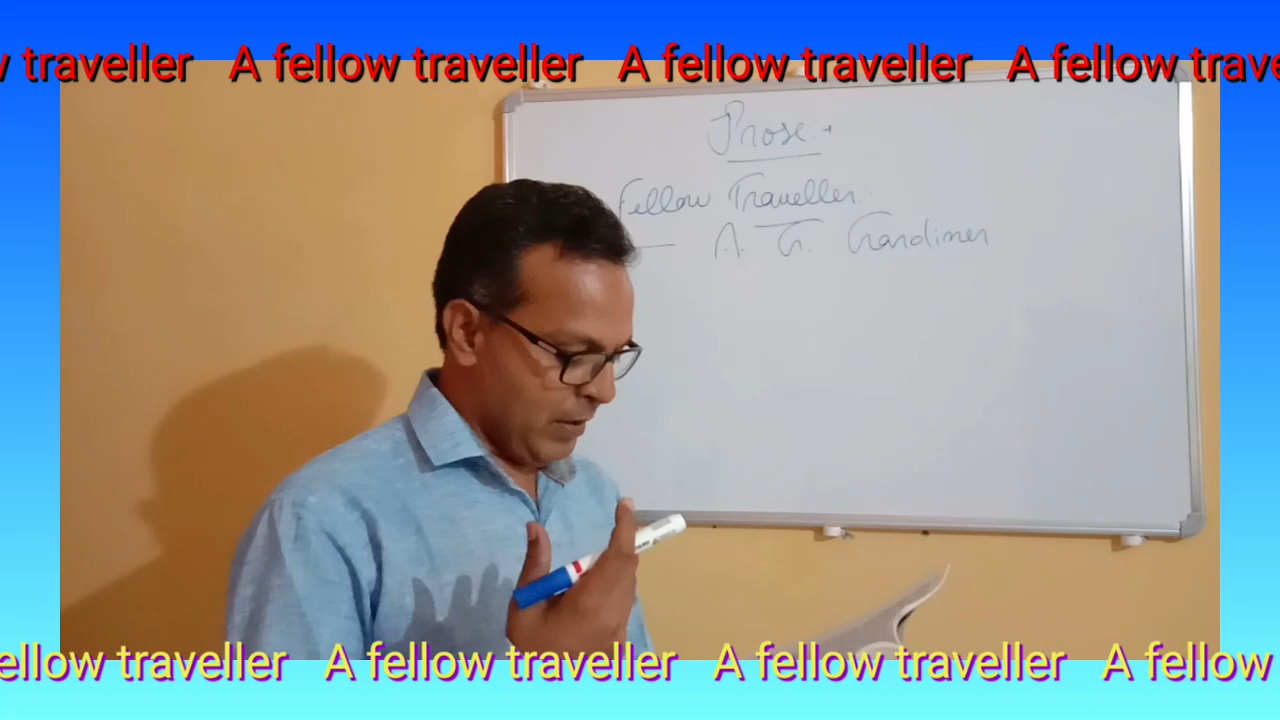 w traveller A fellow traveller A fellow traveller A fellow trave
Prose :-
Fellow Traveller
— A. G. Gardiner
ellow traveller A fellow traveller A fellow traveller A fellow